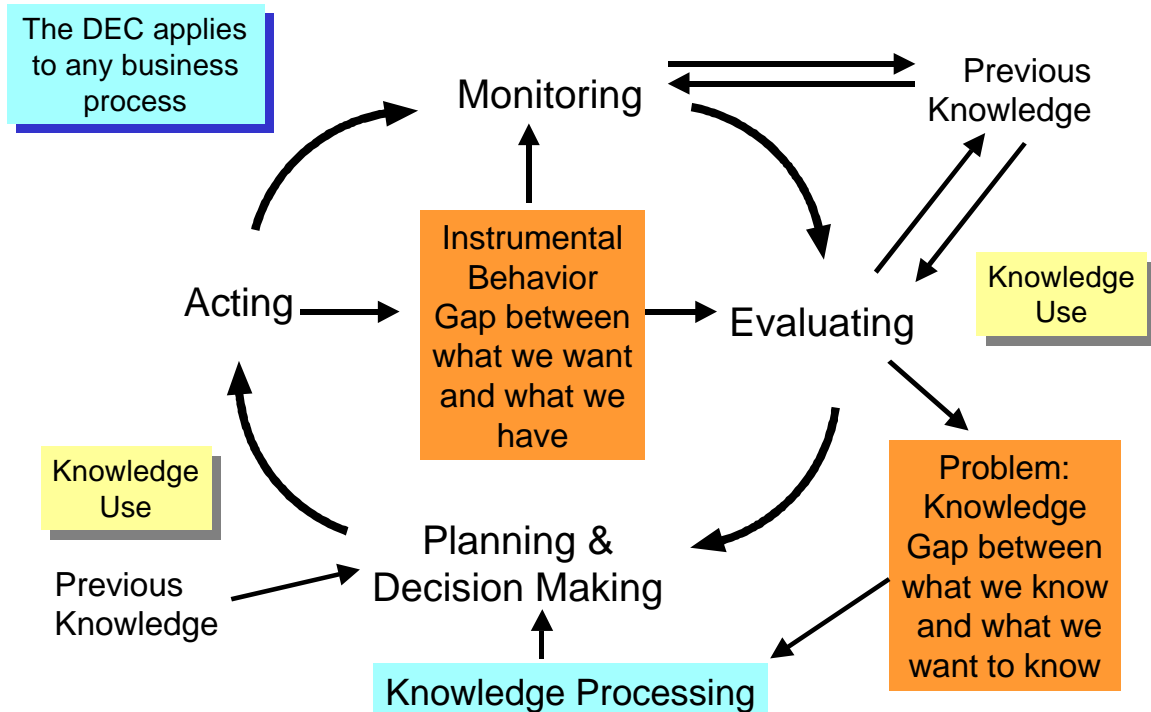 The DEC applies
to any business
process
Monitoring
Previous
Knowledge
Instrumental
Behavior
Gap between
what we want
and what we
have
Acting
Evaluating
Knowledge
Use
Knowledge
Use
Planning &
Decision Making
Previous
Knowledge
Problem:
Knowledge
Gap between
what we know
and what we
want to know
Knowledge Processing